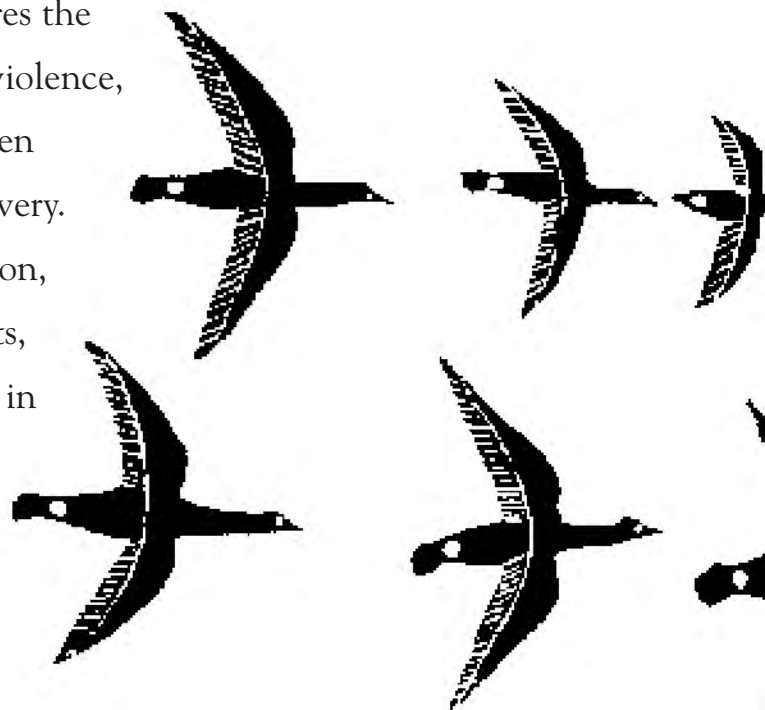 res the
violence,
en
very.
on,
ts,
in